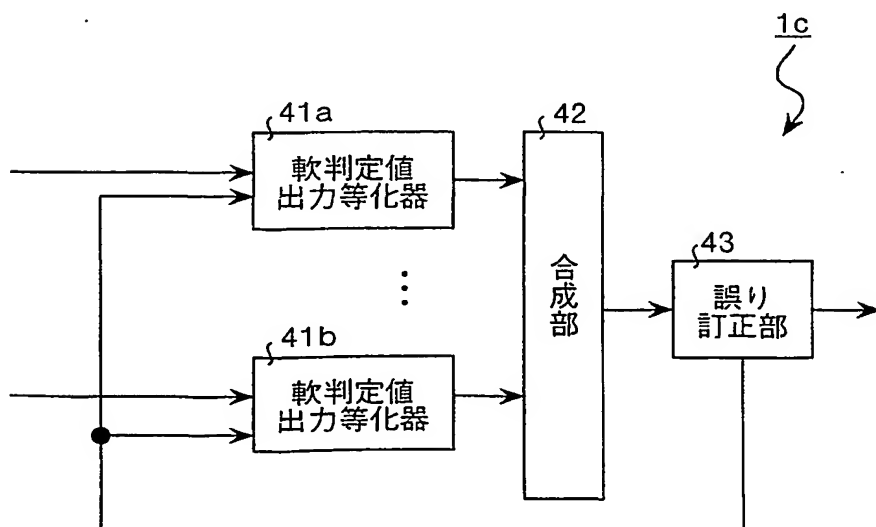 1c
41a
軟判定値
出力等化器
42
合成部
43
誤り
訂正部
41b
軟判定値
出力等化器